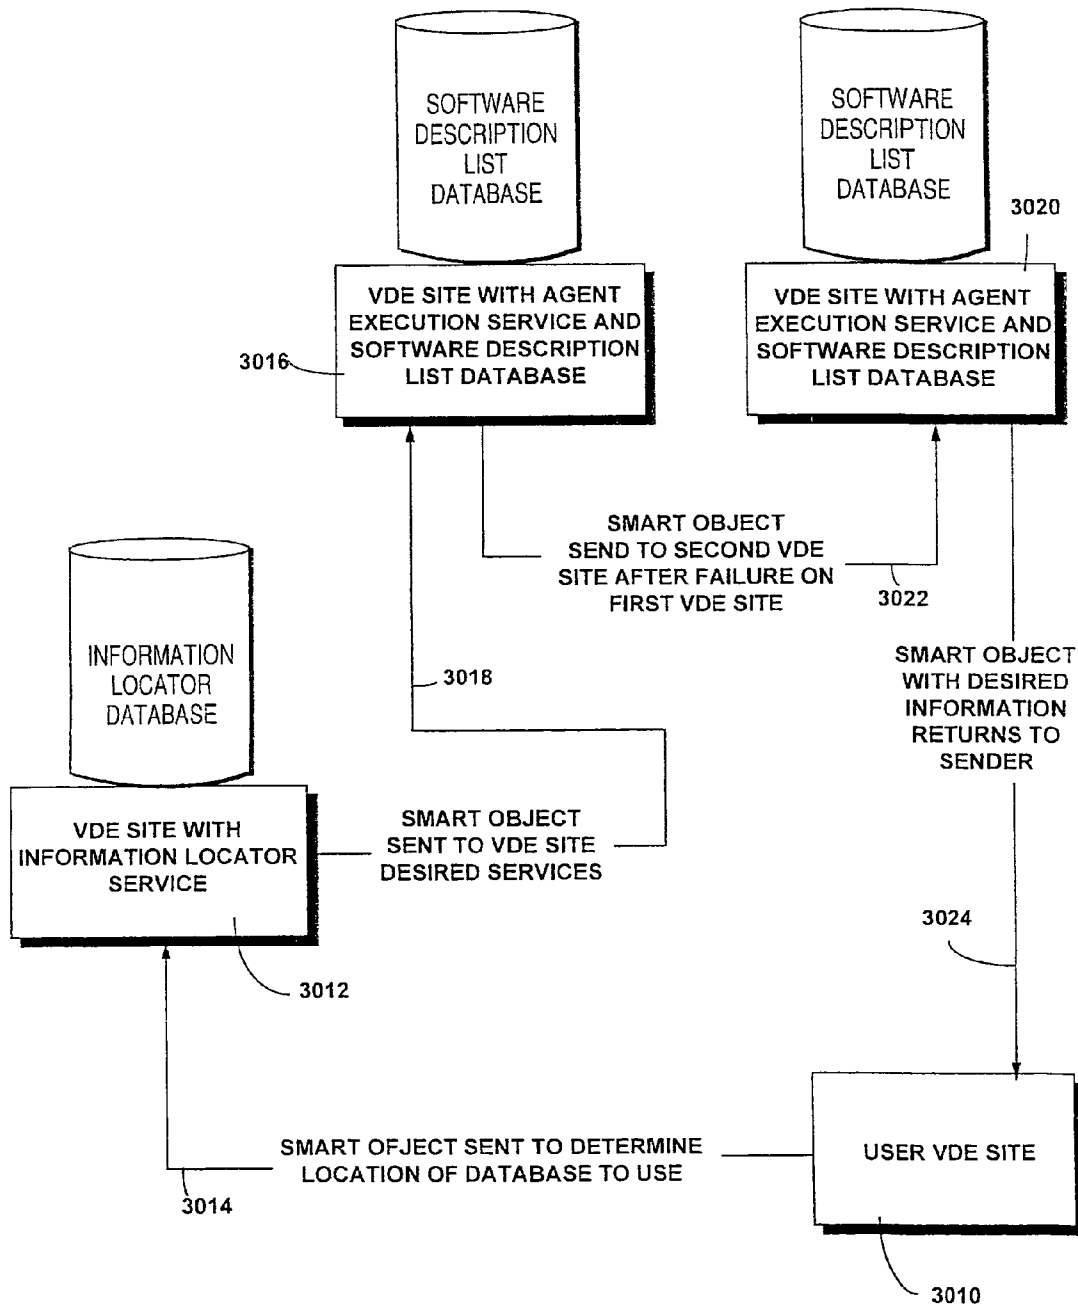 SOFTWARE
DESCRIPTION
LIST
DATABASE
SOFTWARE
DESCRIPTION
LIST
DATABASE
3020
VDE SITE WITH AGENT
EXECUTION SERVICE AND
SOFTWARE DESCRIPTION
LIST DATABASE
3016
VDE SITE WITH AGENT
EXECUTION SERVICE AND
SOFTWARE DESCRIPTION
LIST DATABASE
SMART OBJECT
SEND TO SECOND VDE
SITE AFTER FAILURE ON
FIRST VDE SITE
3022
INFORMATION
LOCATOR
DATABASE
3018
SMART OBJECT
WITH DESIRED
INFORMATION
RETURNS TO
SENDER
VDE SITE WITH
INFORMATION LOCATOR
SERVICE
SMART OBJECT
SENT TO VDE SITE
DESIRED SERVICES
3024
3012
SMART OFJECT SENT TO DETERMINE
LOCATION OF DATABASE TO USE
3014
USER VDE SITE
3010